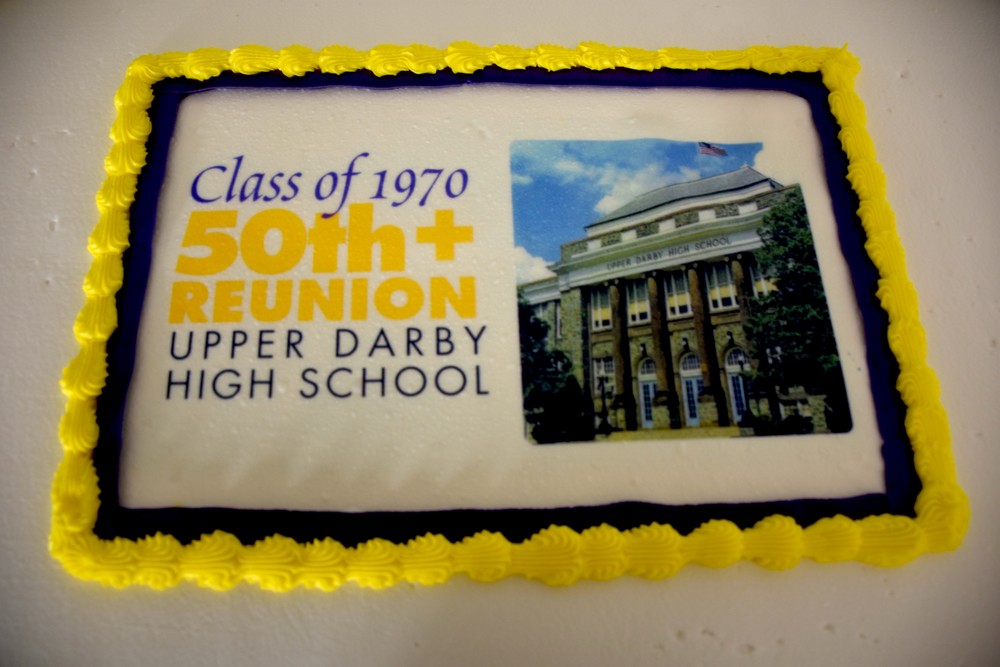 Class of 1970
50th+
REUNION
UPPER DARBY
HIGH SCHOOL
UPPER DARBY HIGH SCHOOL